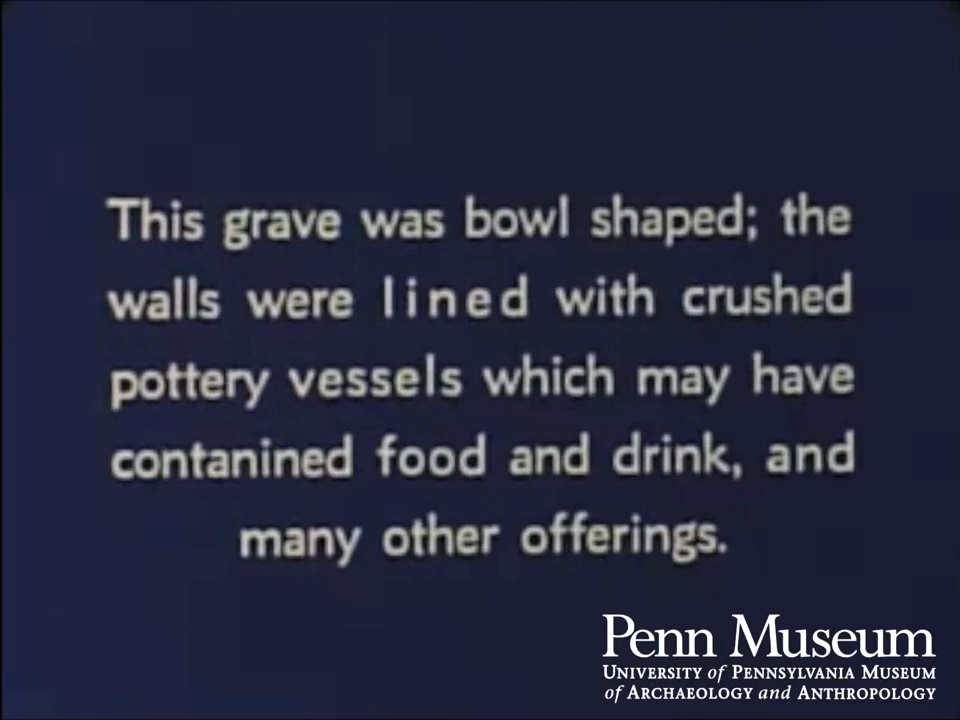 This grave was bowl shaped; the
walls were lined with crushed
pottery vessels which may have
contanined food and drink, and
many other offerings.
Penn Museum
University of Pennsylvania Museum
of Archaeology and Anthropology